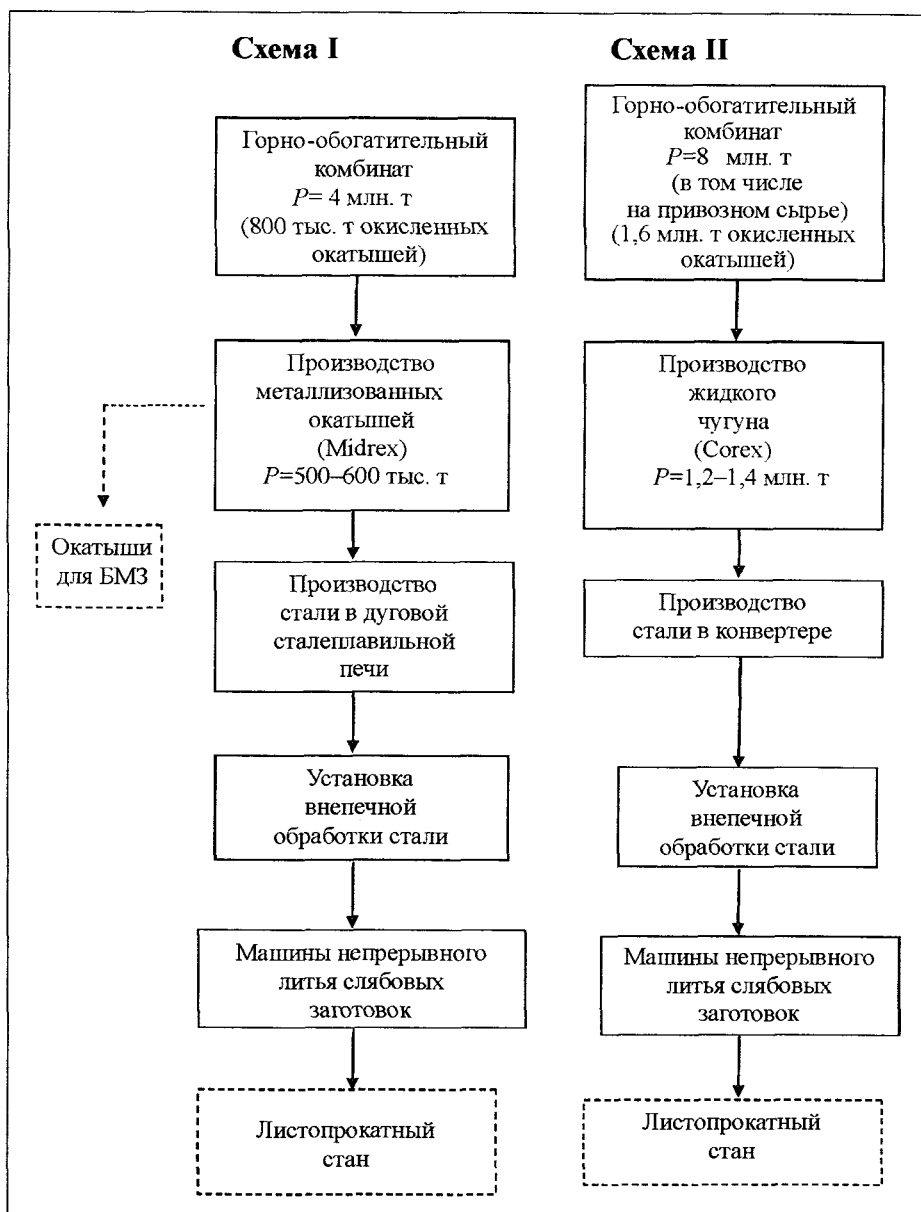 Схема I
Горно-обогатительный
комбинат
P= 4 млн. т
(800 тыс. т окисленных
окатышей)
Производство
металлизованных
окатышей
(Midrex)
P=500–600 тыс. т
Окатыши
для БМЗ
Производство
стали в дуговой
сталеплавильной
печи
Установка
внепечной
обработки стали
Машины непрерывного
литья слябовых
заготовок
Листопрокатный
стан
Схема II
Горно-обогатительный
комбинат
P=8 млн. т
(в том числе
на привозном сырье)
(1,6 млн. т окисленных
окатышей)
Производство
жидкого
чугуна
(Corex)
P=1,2–1,4 млн. т
Производство
стали в конвертере
Установка
внепечной
обработки стали
Машины непрерывного
литья слябовых
заготовок
Листопрокатный
стан